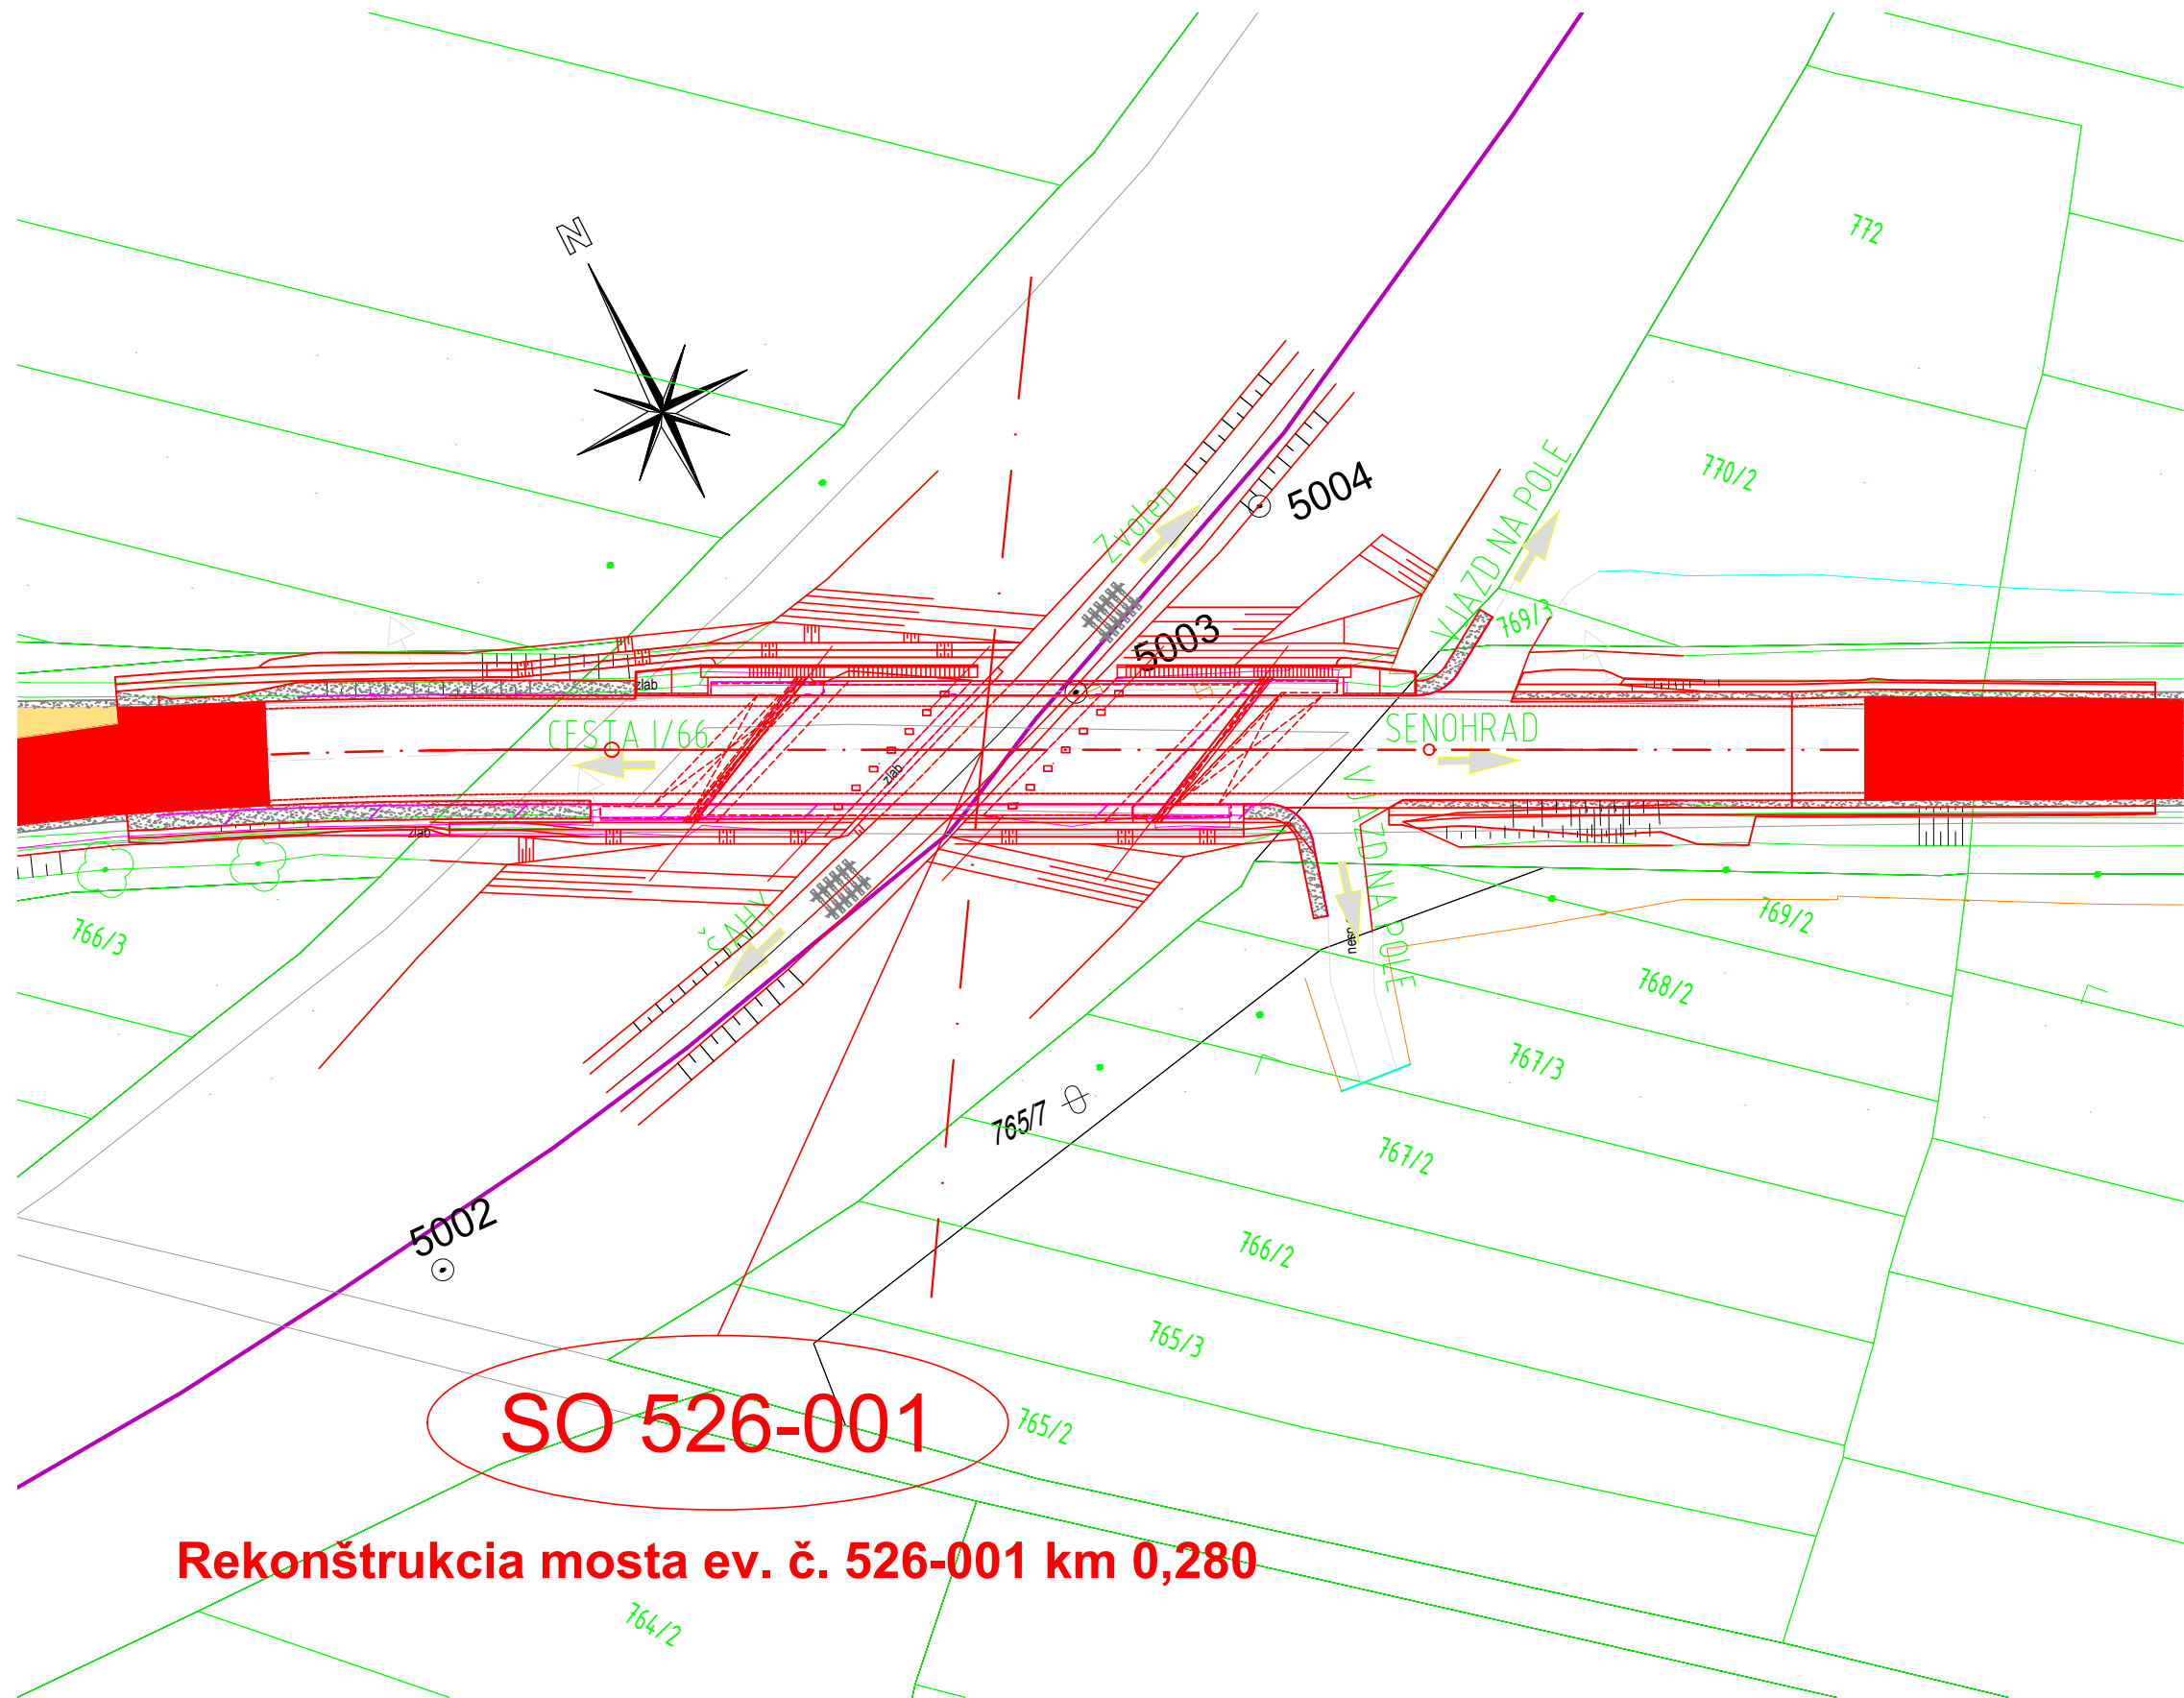 N
772
770/2
Zvolen
5004
VJAZD NA POLE
769/3
5003
zlab
CESTA I/66
SENOHRAD
zlab
zlab
VJAZD NA POLE
ŠAHY
766/3
769/2
768/2
767/3
765/7
767/2
5002
766/2
765/3
SO 526-001
765/2
Rekonštrukcia mosta ev. č. 526-001 km 0,280
764/2